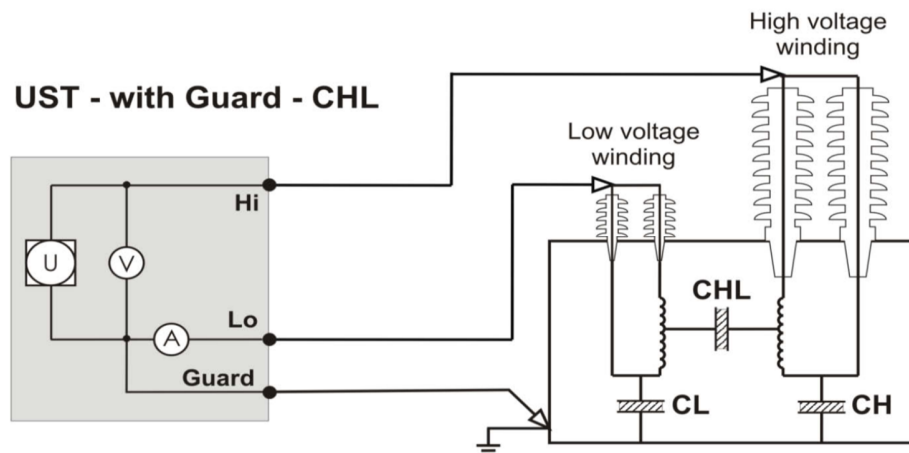 High voltage
winding
UST - with Guard - CHL
Low voltage
winding
Hi
U
V
CHL
Lo
A
Guard
CL
CH